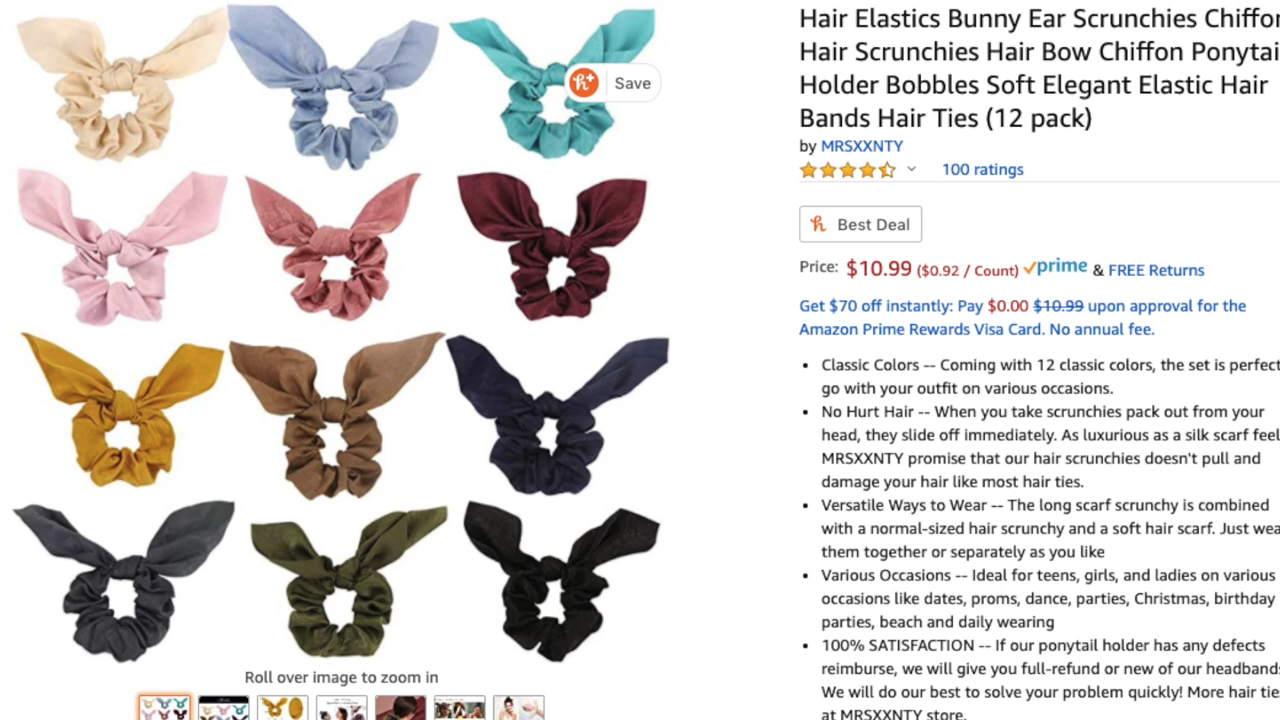 Save
Roll over image to zoom in
Hair Elastics Bunny Ear Scrunchies Chiffon
Hair Scrunchies Hair Bow Chiffon Ponytai
Holder Bobbles Soft Elegant Elastic Hair
Bands Hair Ties (12 pack)
by MRSXXNTY
100 ratings
Best Deal
Price: $10.99 ($0.92 / Count) prime & FREE Returns
Get $70 off instantly: Pay $0.00 $10.99 upon approval for the
Amazon Prime Rewards Visa Card. No annual fee.
• Classic Colors -- Coming with 12 classic colors, the set is perfect
go with your outfit on various occasions.
• No Hurt Hair -- When you take scrunchies pack out from your
head, they slide off immediately. As luxurious as a silk scarf feel
MRSXXNTY promise that our hair scrunchies doesn't pull and
damage your hair like most hair ties.
• Versatile Ways to Wear -- The long scarf scrunchy is combined
with a normal-sized hair scrunchy and a soft hair scarf. Just wea
them together or separately as you like
• Various Occasions -- Ideal for teens, girls, and ladies on various
occasions like dates, proms, dance, parties, Christmas, birthday
parties, beach and daily wearing
• 100% SATISFACTION -- If our ponytail holder has any defects
reimburse, we will give you full-refund or new of our headbands
We will do our best to solve your problem quickly! More hair tie
at MRSXXNTY store.